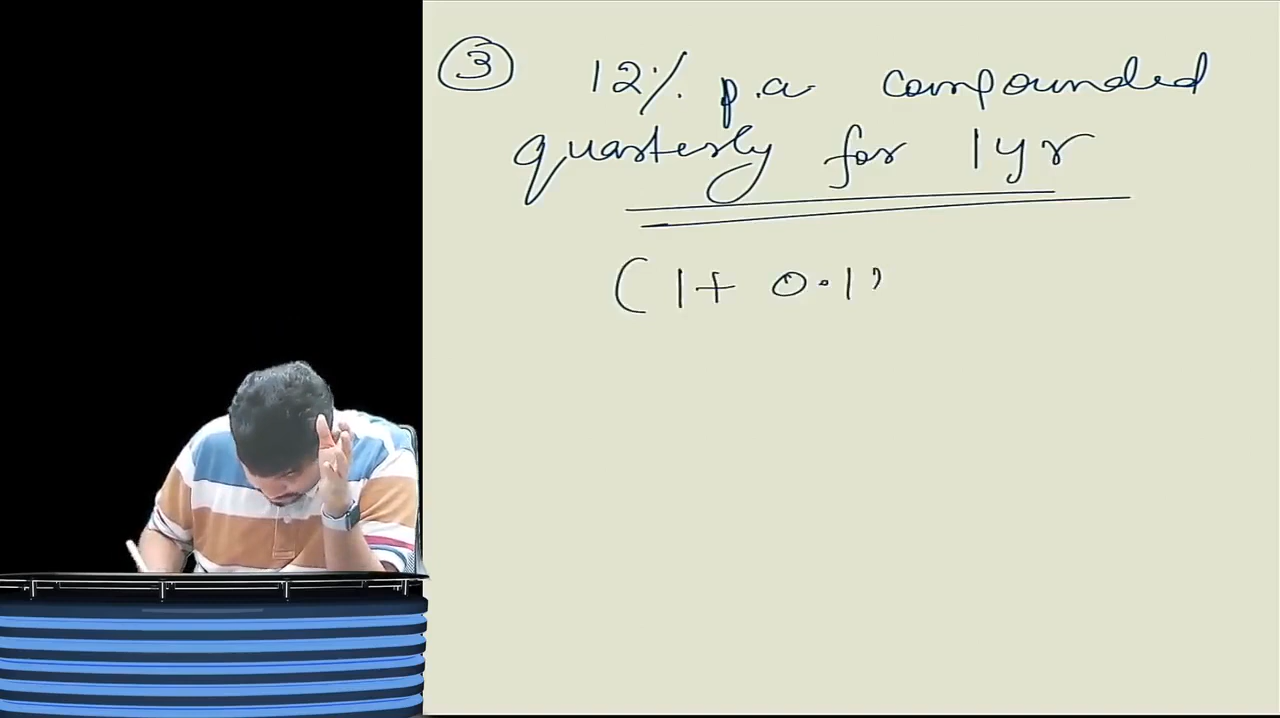 ③ 12% p.a compounded
quarterly for 1yr
(1+ 0.1